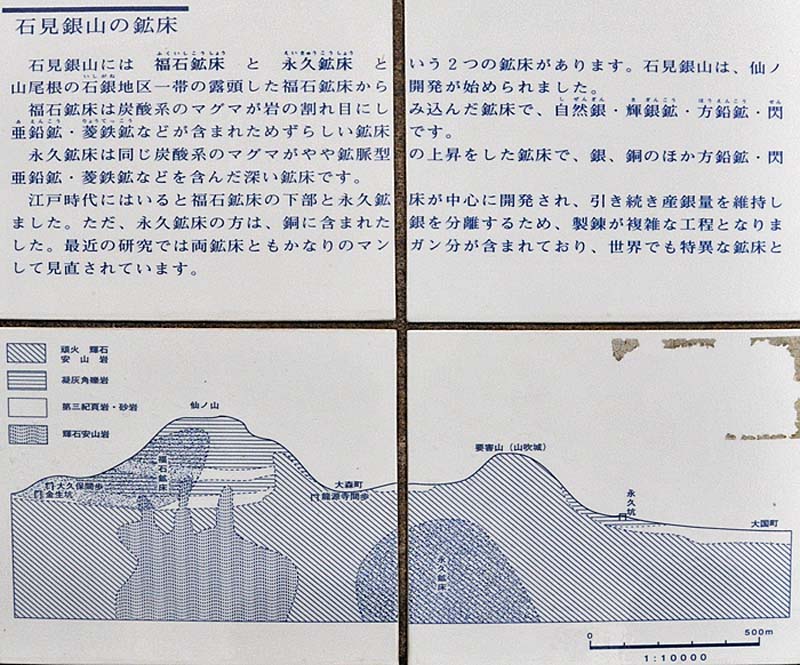 石見銀山の鉱床
石見銀山には 福石鉱床 と 永久鉱床 という2つの鉱床があります。石見銀山は、仙ノ
山尾根の石銀地区一帯の露頭した福石鉱床から開発が始められました。
福石鉱床は炭酸系のマグマが岩の割れ目にしみ込んだ鉱床で、自然銀・輝銀鉱・方鉛鉱・閃
亜鉛鉱・菱鉄鉱などが含まれためずらしい鉱床です。
永久鉱床は同じ炭酸系のマグマがやや鉱脈型の上昇をした鉱床で、銀、銅のほか方鉛鉱・閃
亜鉛鉱・菱鉄鉱などを含んだ深い鉱床です。
江戸時代にはいると福石鉱床の下部と永久鉱床が中心に開発され、引き続き産銀量を維持し
ました。ただ、永久鉱床の方は、銅に含まれた銀を分離するため、製錬が複雑な工程となりま
した。最近の研究では両鉱床ともかなりのマンガン分が含まれており、世界でも特異な鉱床と
して見直されています。
頑火 輝石
安山岩
凝灰角礫岩
第三紀頁岩・砂岩
輝石安山岩
仙ノ山
福石鉱床
大久保間歩
金生坑
大森町
龍源寺間歩
要害山(山吹城)
永久坑
大国町
永久鉱床
0 500m
1:10000